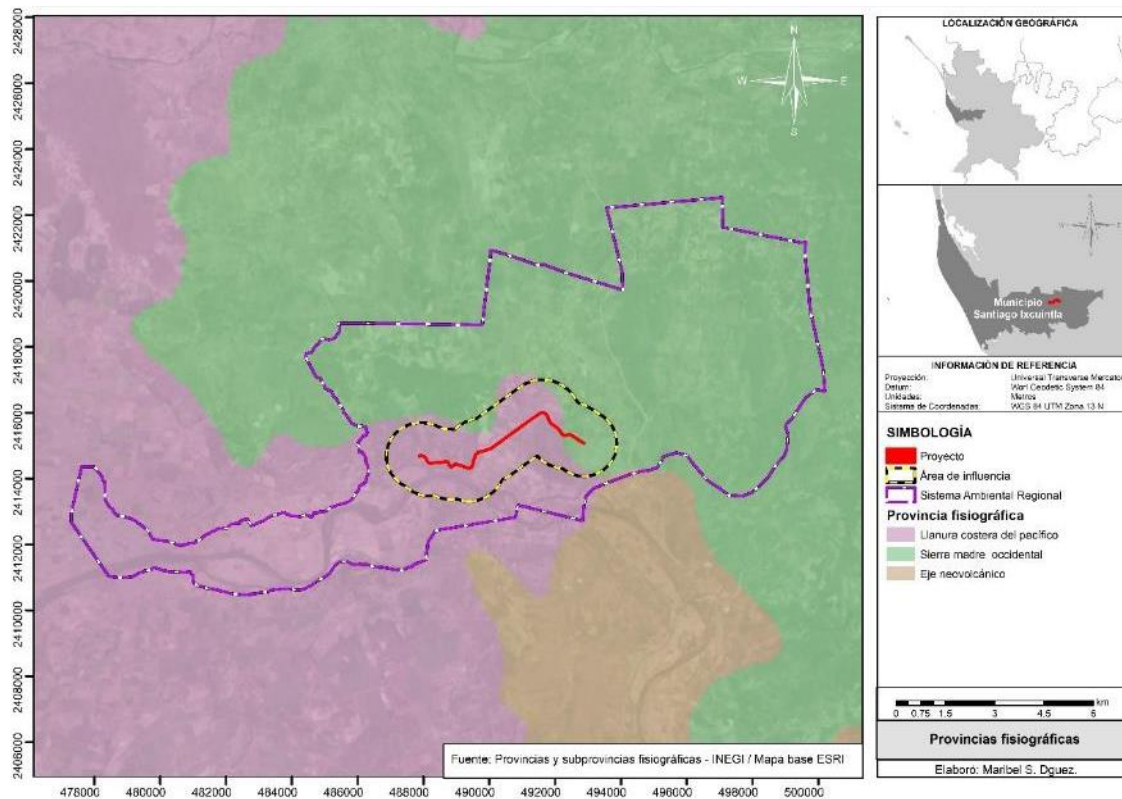 2428000
2426000
2424000
2422000
2420000
2418000
2416000
2414000
2412000
2410000
2408000
2406000
N
W E
S
Fuente: Provincias y subprovincias fisiográficas - INEGI / Mapa base ESRI
478000 480000 482000 484000 486000 488000 490000 492000 494000 496000 498000 500000
LOCALIZACIÓN GEOGRÁFICA
Municipio
Santiago Ixcuintla
INFORMACIÓN DE REFERENCIA
Proyección: Universal Transverse Mercator
Datum: Worl Geodetic System 84
Unidades: Metros
Sistema de Coordenadas: WGS 84 UTM Zona 13 N
SIMBOLOGÍA
Proyecto
Área de influencia
Sistema Ambiental Regional
Provincia fisiográfica
Llanura costera del pecífico
Sierra madre occidental
Eje neovolcánico
km
0 0.75 1.5 3 4.5 6
Provincias fisiográficas
Elaboró: Maribel S. Dguez.